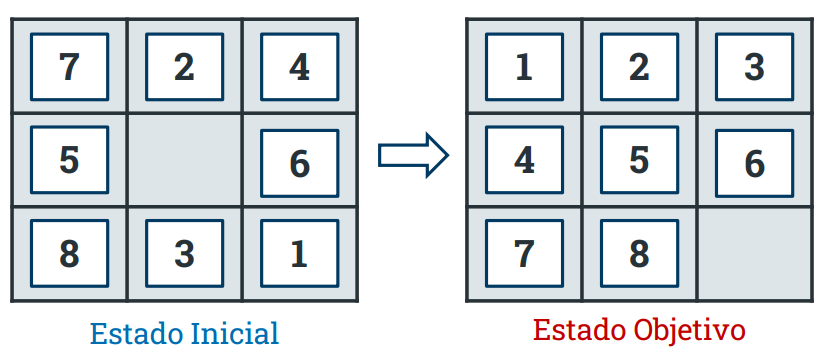 7 2 4
5 6
8 3 1
Estado Inicial
1 2 3
4 5 6
7 8
Estado Objetivo